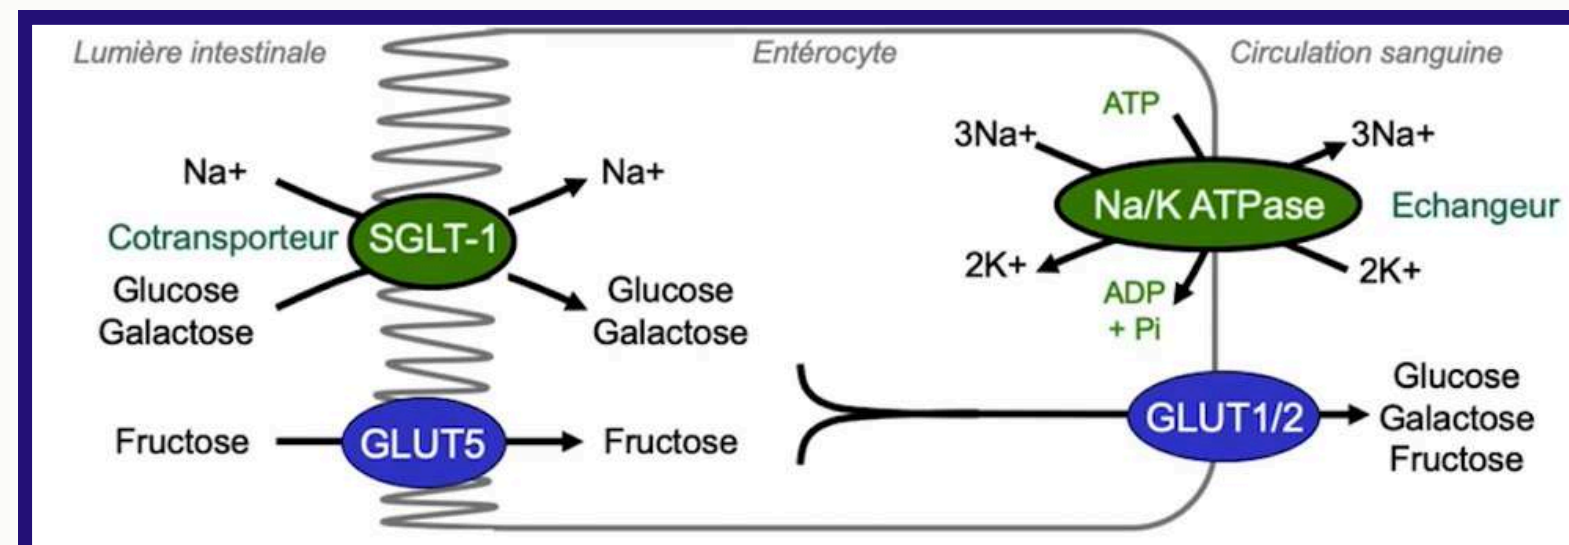 Lumière intestinale
Entérocyte
Circulation sanguine
Na+
Na+
Cotransporteur
SGLT-1
Glucose
Galactose
Glucose
Galactose
Fructose
GLUT5
Fructose
ATP
3Na+
3Na+
Na/K ATPase
Echangeur
2K+
2K+
ADP
+ Pi
GLUT1/2
Glucose
Galactose
Fructose